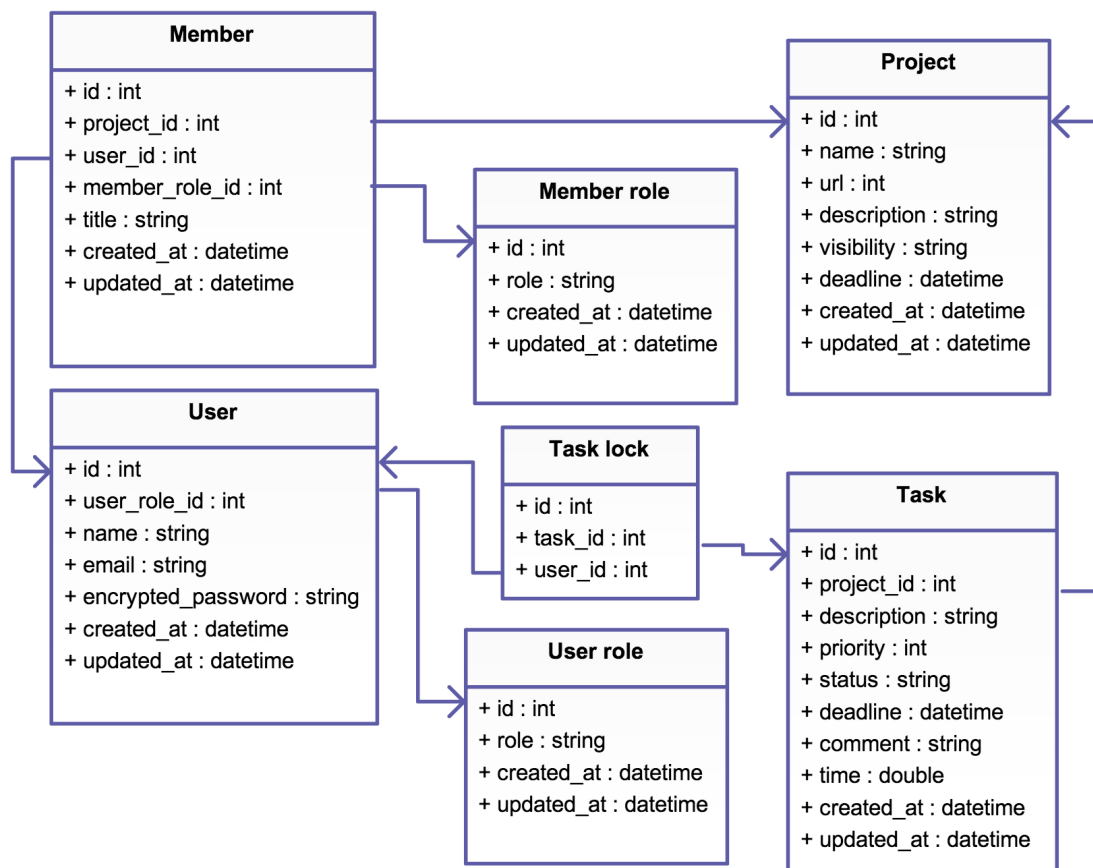 Member
+ id : int
+ project_id : int
+ user_id : int
+ member_role_id : int
+ title : string
+ created_at : datetime
+ updated_at : datetime
Project
+ id : int
+ name : string
+ url : int
+ description : string
+ visibility : string
+ deadline : datetime
+ created_at : datetime
+ updated_at : datetime
Member role
+ id : int
+ role : string
+ created_at : datetime
+ updated_at : datetime
User
+ id : int
+ user_role_id : int
+ name : string
+ email : string
+ encrypted_password : string
+ created_at : datetime
+ updated_at : datetime
Task lock
+ id : int
+ task_id : int
+ user_id : int
Task
+ id : int
+ project_id : int
+ description : string
+ priority : int
+ status : string
+ deadline : datetime
+ comment : string
+ time : double
+ created_at : datetime
+ updated_at : datetime
User role
+ id : int
+ role : string
+ created_at : datetime
+ updated_at : datetime